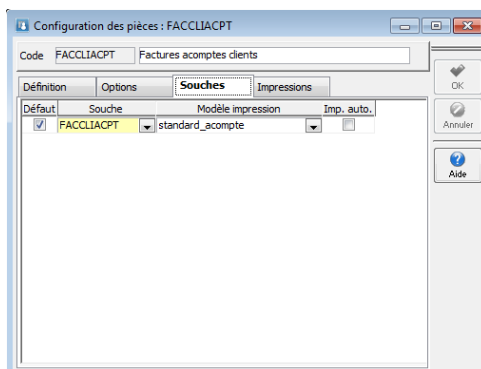 Configuration des pièces : FACCLIACPT
Code FACCLIACPT Factures acomptes clients
Définition Options Souches Impressions
Défaut Souche Modèle impression Imp. auto.
FACCLIACPT standard_acompte
OK
Annuler
Aide